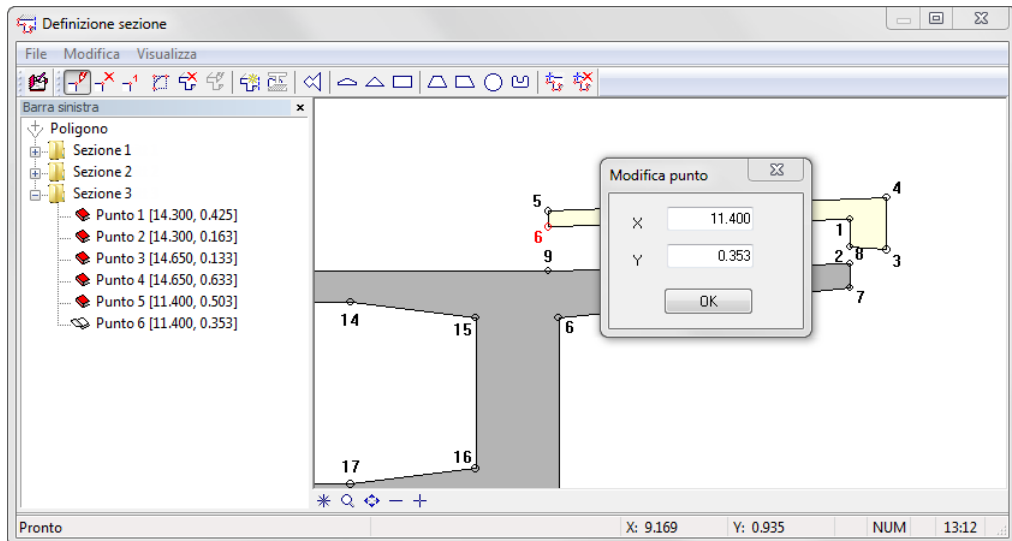 Definizione sezione
File Modifica Visualizza
Barra sinistra
Poligono
Sezione 1
Sezione 2
Sezione 3
Punto 1 [14.300, 0.425]
Punto 2 [14.300, 0.163]
Punto 3 [14.650, 0.133]
Punto 4 [14.650, 0.633]
Punto 5 [11.400, 0.503]
Punto 6 [11.400, 0.353]
Modifica punto
X 11.400
Y 0.353
OK
5
4
6
1
9
2
8
3
7
14
15
6
17
16
Pronto
X: 9.169 Y: 0.935 NUM 13:12